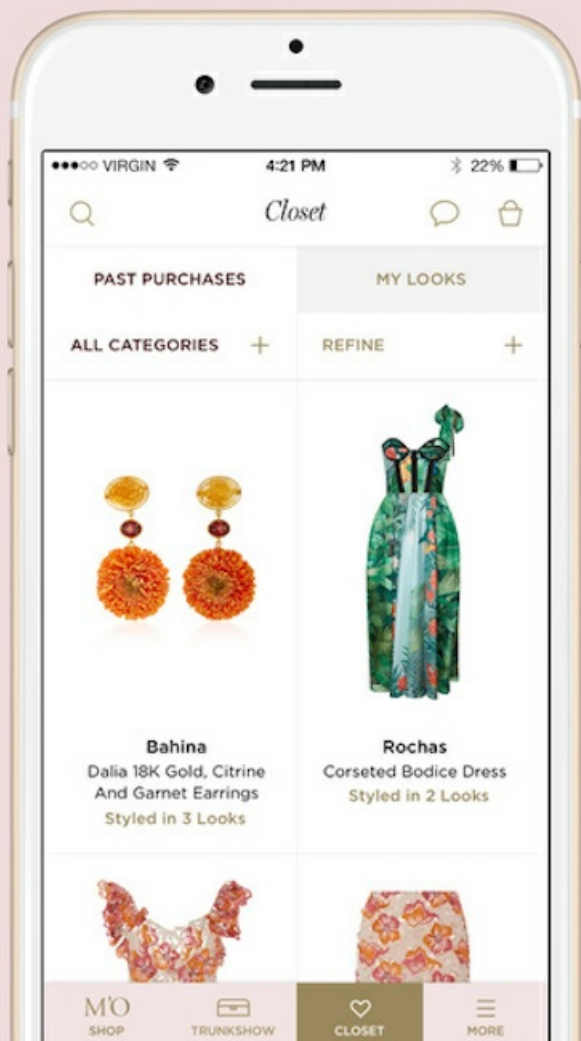 VIRGIN 4:21 PM 22%
Closet
PAST PURCHASES MY LOOKS
ALL CATEGORIES + REFINE +
Bahina
Dalia 18K Gold, Citrine
And Garnet Earrings
Styled in 3 Looks
Rochas
Corseted Bodice Dress
Styled in 2 Looks
M'O
SHOP TRUNKSHOW CLOSET MORE